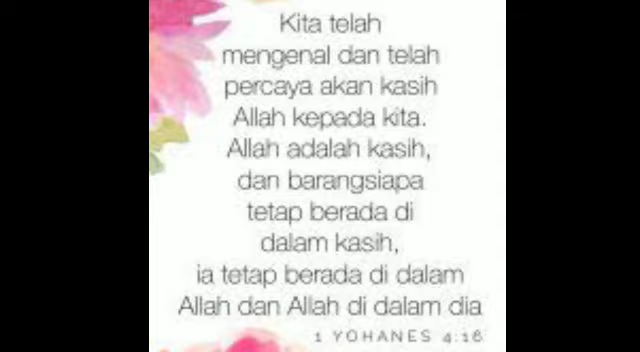 Kita telah
mengenal dan telah
percaya akan kasih
Allah kepada kita.
Allah adalah kasih,
dan barangsiapa
tetap berada di
dalam kasih,
ia tetap berada di dalam
Allah dan Allah di dalam dia
1 YOHANES 4:16